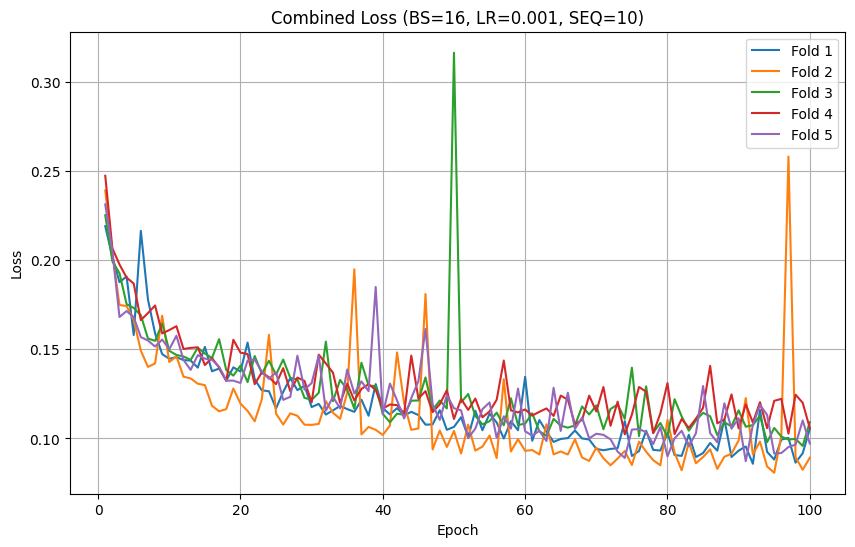 Combined Loss (BS=16, LR=0.001, SEQ=10)
Fold 1
Fold 2
Fold 3
Fold 4
Fold 5
Loss
0.30
0.25
0.20
0.15
0.10
0
20
40
60
80
100
Epoch